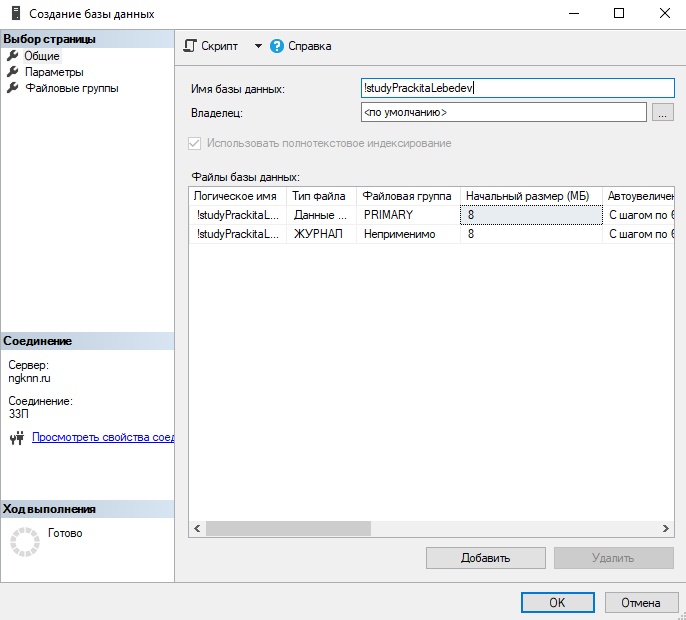 Создание базы данных
Выбор страницы
Общие
Параметры
Файловые группы
Скрипт
Справка
Имя базы данных: !studyPrackitaLebedev
Владелец: <по умолчанию> ...
Использовать полнотекстовое индексирование
Файлы базы данных:
Логическое имя Тип файла Файловая группа Начальный размер (МБ) Автоувеличен
!studyPrackitaL... Данные ... PRIMARY 8 С шагом по 6
!studyPrackitaL... ЖУРНАЛ Неприменимо 8 С шагом по 6
Соединение
Сервер:
ngknn.ru
Соединение:
33П
Просмотреть свойства соед
Ход выполнения
Готово
Добавить Удалить
OK Отмена